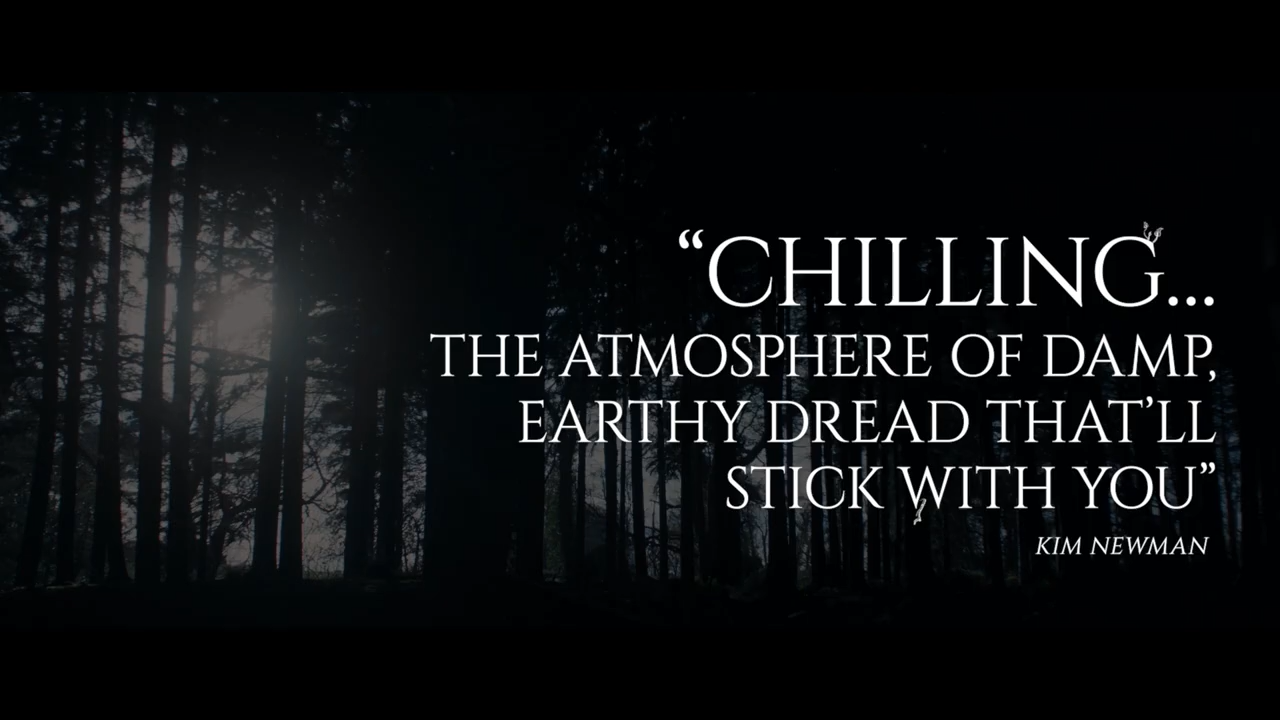 “CHILLING...
THE ATMOSPHERE OF DAMP,
EARTHY DREAD THAT’LL
STICK WITH YOU”
KIM NEWMAN